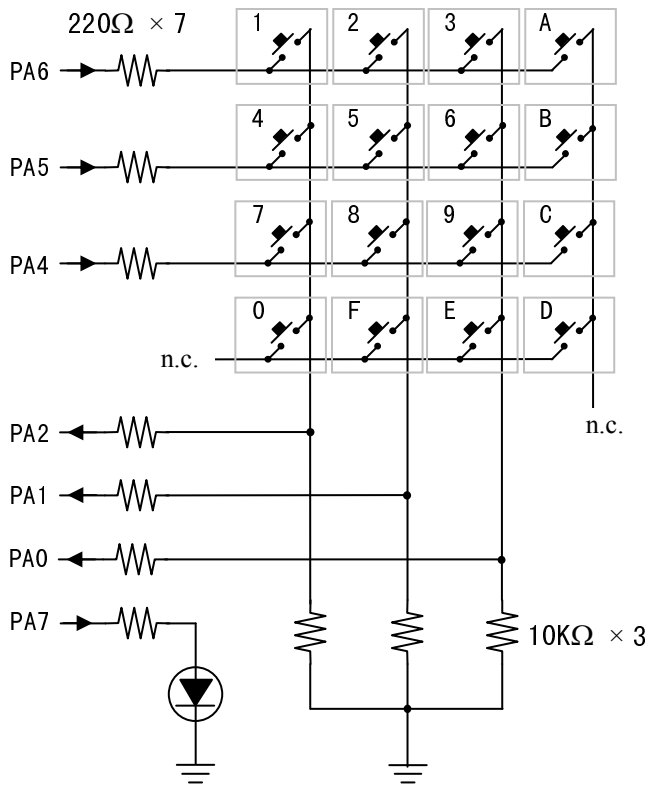 220Ω × 7
PA6
1 2 3 A
PA5
4 5 6 B
PA4
7 8 9 C
n.c.
0 F E D
n.c.
PA2
PA1
PA0
PA7
10KΩ × 3